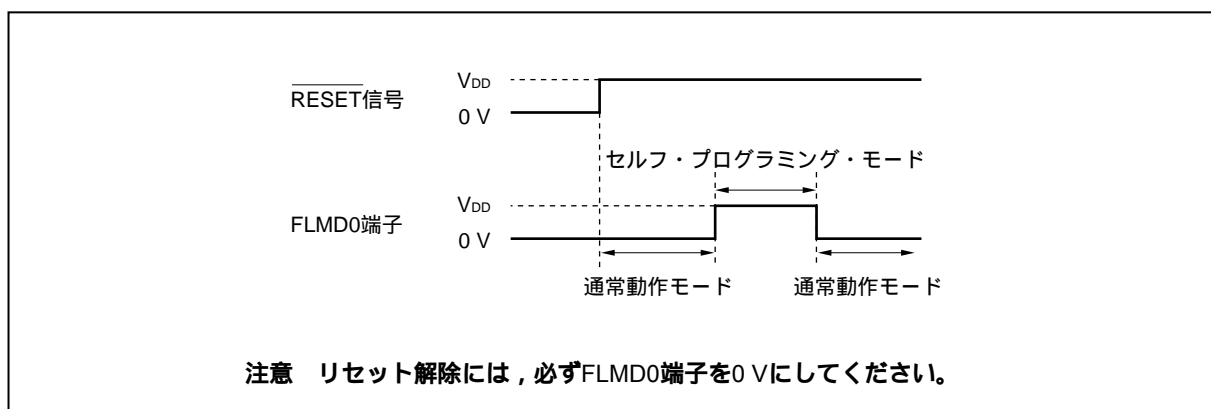 RESET信号
VDD
0 V
セルフ・プログラミング・モード
FLMD0端子
VDD
0 V
通常動作モード 通常動作モード
注意 リセット解除には，必ずFLMD0端子を0 Vにしてください。